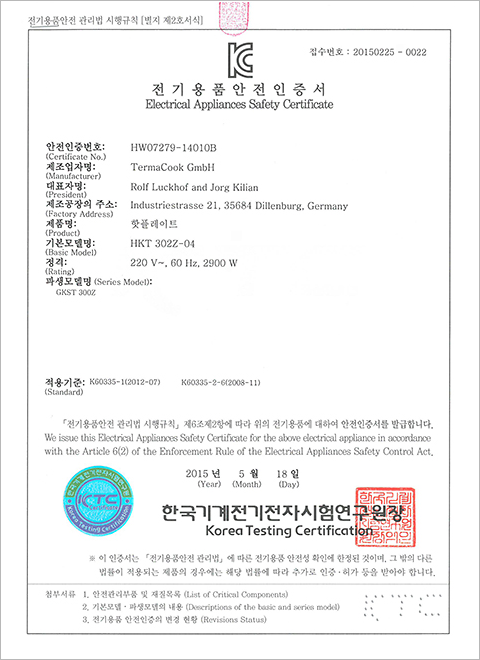 전기용품안전 관리법 시행규칙 [별지 제2호서식]
접수번호 : 20150225 - 0022
전기용품안전인증서
Electrical Appliances Safety Certificate
안전인증번호: HW07279-14010B
(Certificate No.)
제조업자명: TermaCook GmbH
(Manufacturer)
대표자명: Rolf Luckhof and Jorg Kilian
(President)
제조공장의 주소: Industriestrasse 21, 35684 Dillenburg, Germany
(Factory Address)
제품명: 핫플레이트
(Product)
기본모델명: HKT 302Z-04
(Basic Model)
정격: 220 V~, 60 Hz, 2900 W
(Rating)
파생모델명 (Series Model):
GKST 300Z
적용기준: K60335-1(2012-07) K60335-2-6(2008-11)
(Standard)
「전기용품안전 관리법 시행규칙」제6조제2항에 따라 위의 전기용품에 대하여 안전인증서를 발급합니다.
We issue this Electrical Appliances Safety Certificate for the above electrical appliance in accordance
with the Article 6(2) of the Enforcement Rule of the Electrical Appliances Safety Control Act.
2015 년 5 월 18 일
(Year) (Month) (Day)
KTC
Certificate
Korea Testing Certification
한국기계전기전자시험연구원장
Korea Testing Certification
※ 이 인증서는 「전기용품안전 관리법」에 따른 전기용품 안전성 확인에 한정된 것이며, 그 밖의 다른
법률이 적용되는 제품의 경우에는 해당 법률에 따라 추가로 인증·허가 등을 받아야 합니다.
첨부서류 1. 안전관리부품 및 재질목록 (List of Critical Components)
2. 기본모델·파생모델의 내용 (Descriptions of the basic and series model)
3. 전기용품 안전인증의 변경 현황 (Revisions Status)
KTC